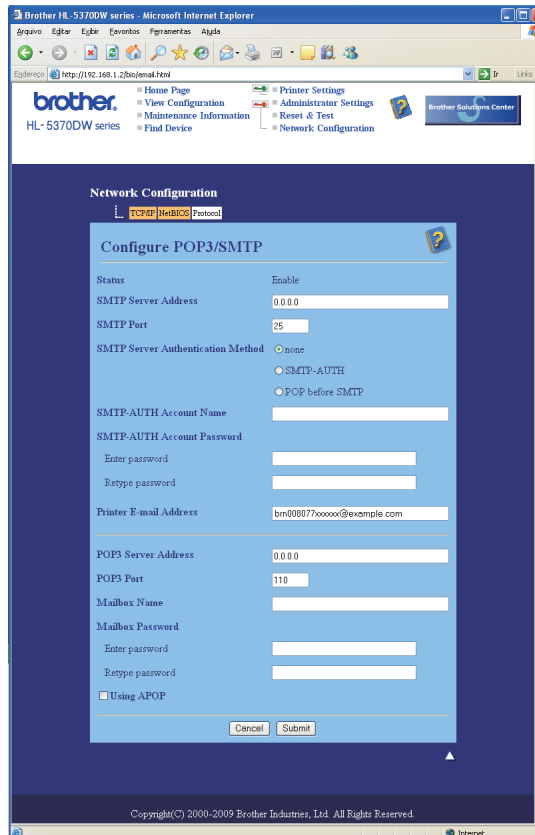 Brother HL-5370DW series - Microsoft Internet Explorer
Arquivo Editar Exibir Favoritos Ferramentas Ajuda
Endereço http://192.168.1.2/bio/email.html Ir Links
brother.
HL-5370DW series
Home Page
View Configuration
Maintenance Information
Find Device
Printer Settings
Administrator Settings
Reset & Test
Network Configuration
Brother Solutions Center
Network Configuration
TCP/IP NetBIOS Protocol
Configure POP3/SMTP
Status Enable
SMTP Server Address 0.0.0.0
SMTP Port 25
SMTP Server Authentication Method none
SMTP-AUTH
POP before SMTP
SMTP-AUTH Account Name
SMTP-AUTH Account Password
Enter password
Retype password
Printer E-mail Address brn008077xxxxxx@example.com
POP3 Server Address 0.0.0.0
POP3 Port 110
Mailbox Name
Mailbox Password
Enter password
Retype password
Using APOP
Cancel Submit
Copyright(C) 2000-2009 Brother Industries, Ltd. All Rights Reserved.
Internet